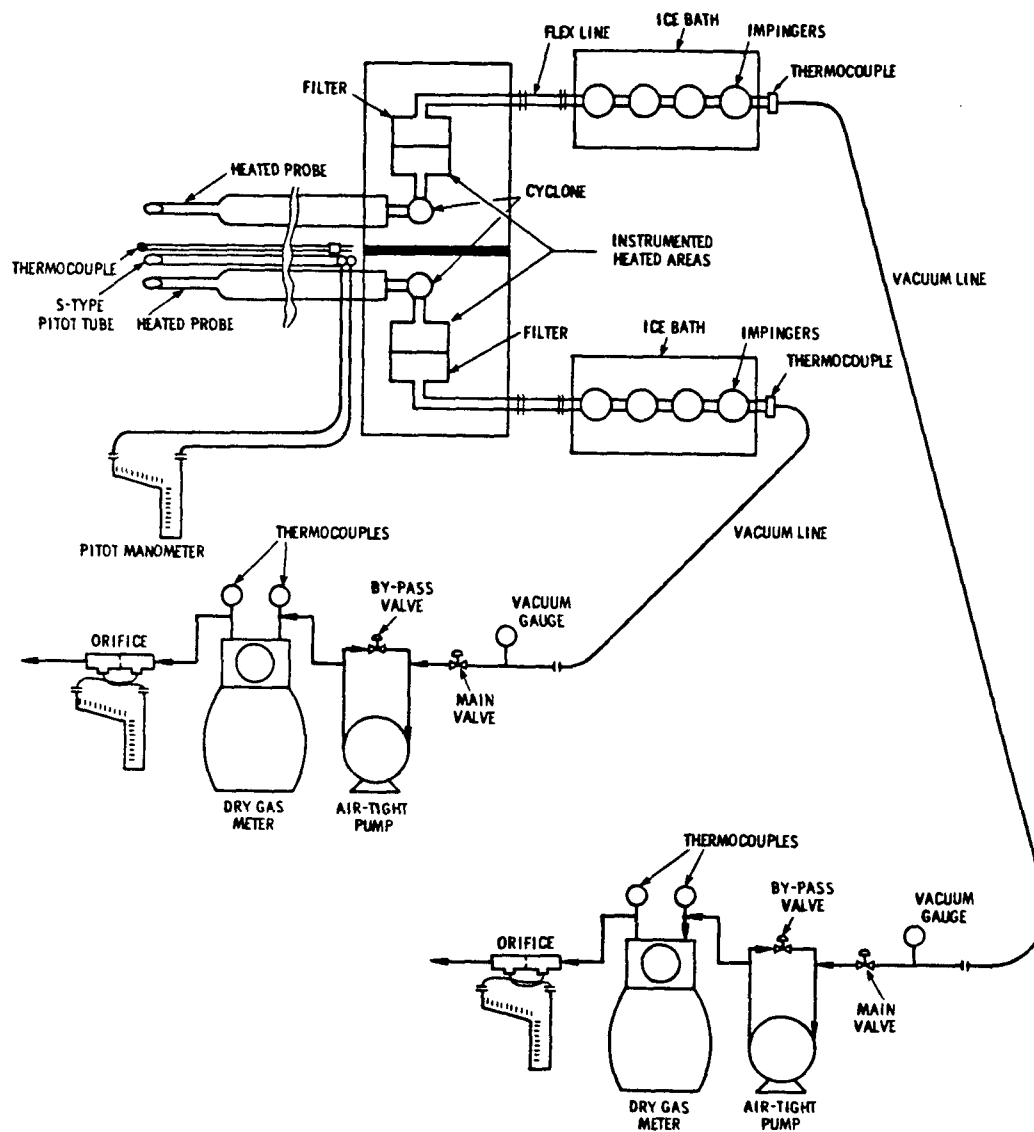 ICE BATH
IMPINGERS
FLEX LINE
THERMOCOUPLE
FILTER
HEATED PROBE
CYCLONE
INSTRUMENTED
HEATED AREAS
THERMOCOUPLE
S-TYPE
PITOT TUBE
HEATED PROBE
VACUUM LINE
FILTER
ICE BATH
IMPINGERS
THERMOCOUPLE
PITOT MANOMETER
VACUUM LINE
THERMOCOUPLES
BY-PASS
VALVE
VACUUM
GAUGE
ORIFICE
MAIN
VALVE
DRY GAS
METER
AIR-TIGHT
PUMP
THERMOCOUPLES
BY-PASS
VALVE
VACUUM
GAUGE
ORIFICE
MAIN
VALVE
DRY GAS
METER
AIR-TIGHT
PUMP